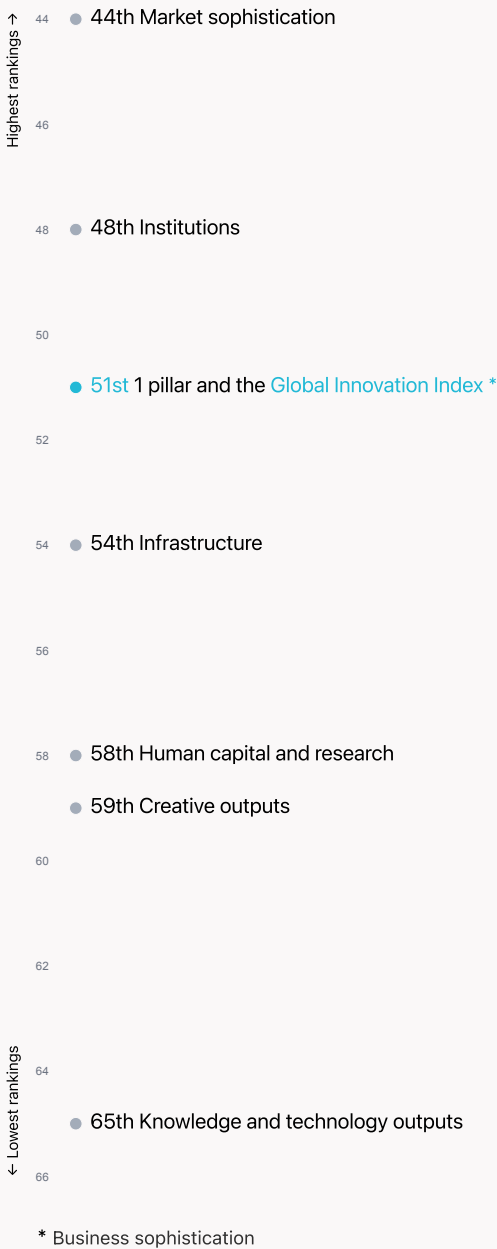 Highest rankings →
44
44th Market sophistication
46
48
48th Institutions
50
51st 1 pillar and the Global Innovation Index *
52
54
54th Infrastructure
56
58
58th Human capital and research
59th Creative outputs
60
62
← Lowest rankings
64
65th Knowledge and technology outputs
66
* Business sophistication